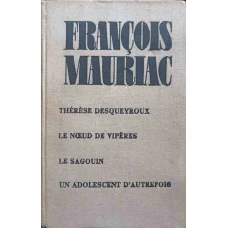 FRANÇOIS
MAURIAC
THÉRÈSE DESQUEYROUX
LE NŒUD DE VIPÈRES
LE SAGOUIN
UN ADOLESCENT D'AUTREFOIS